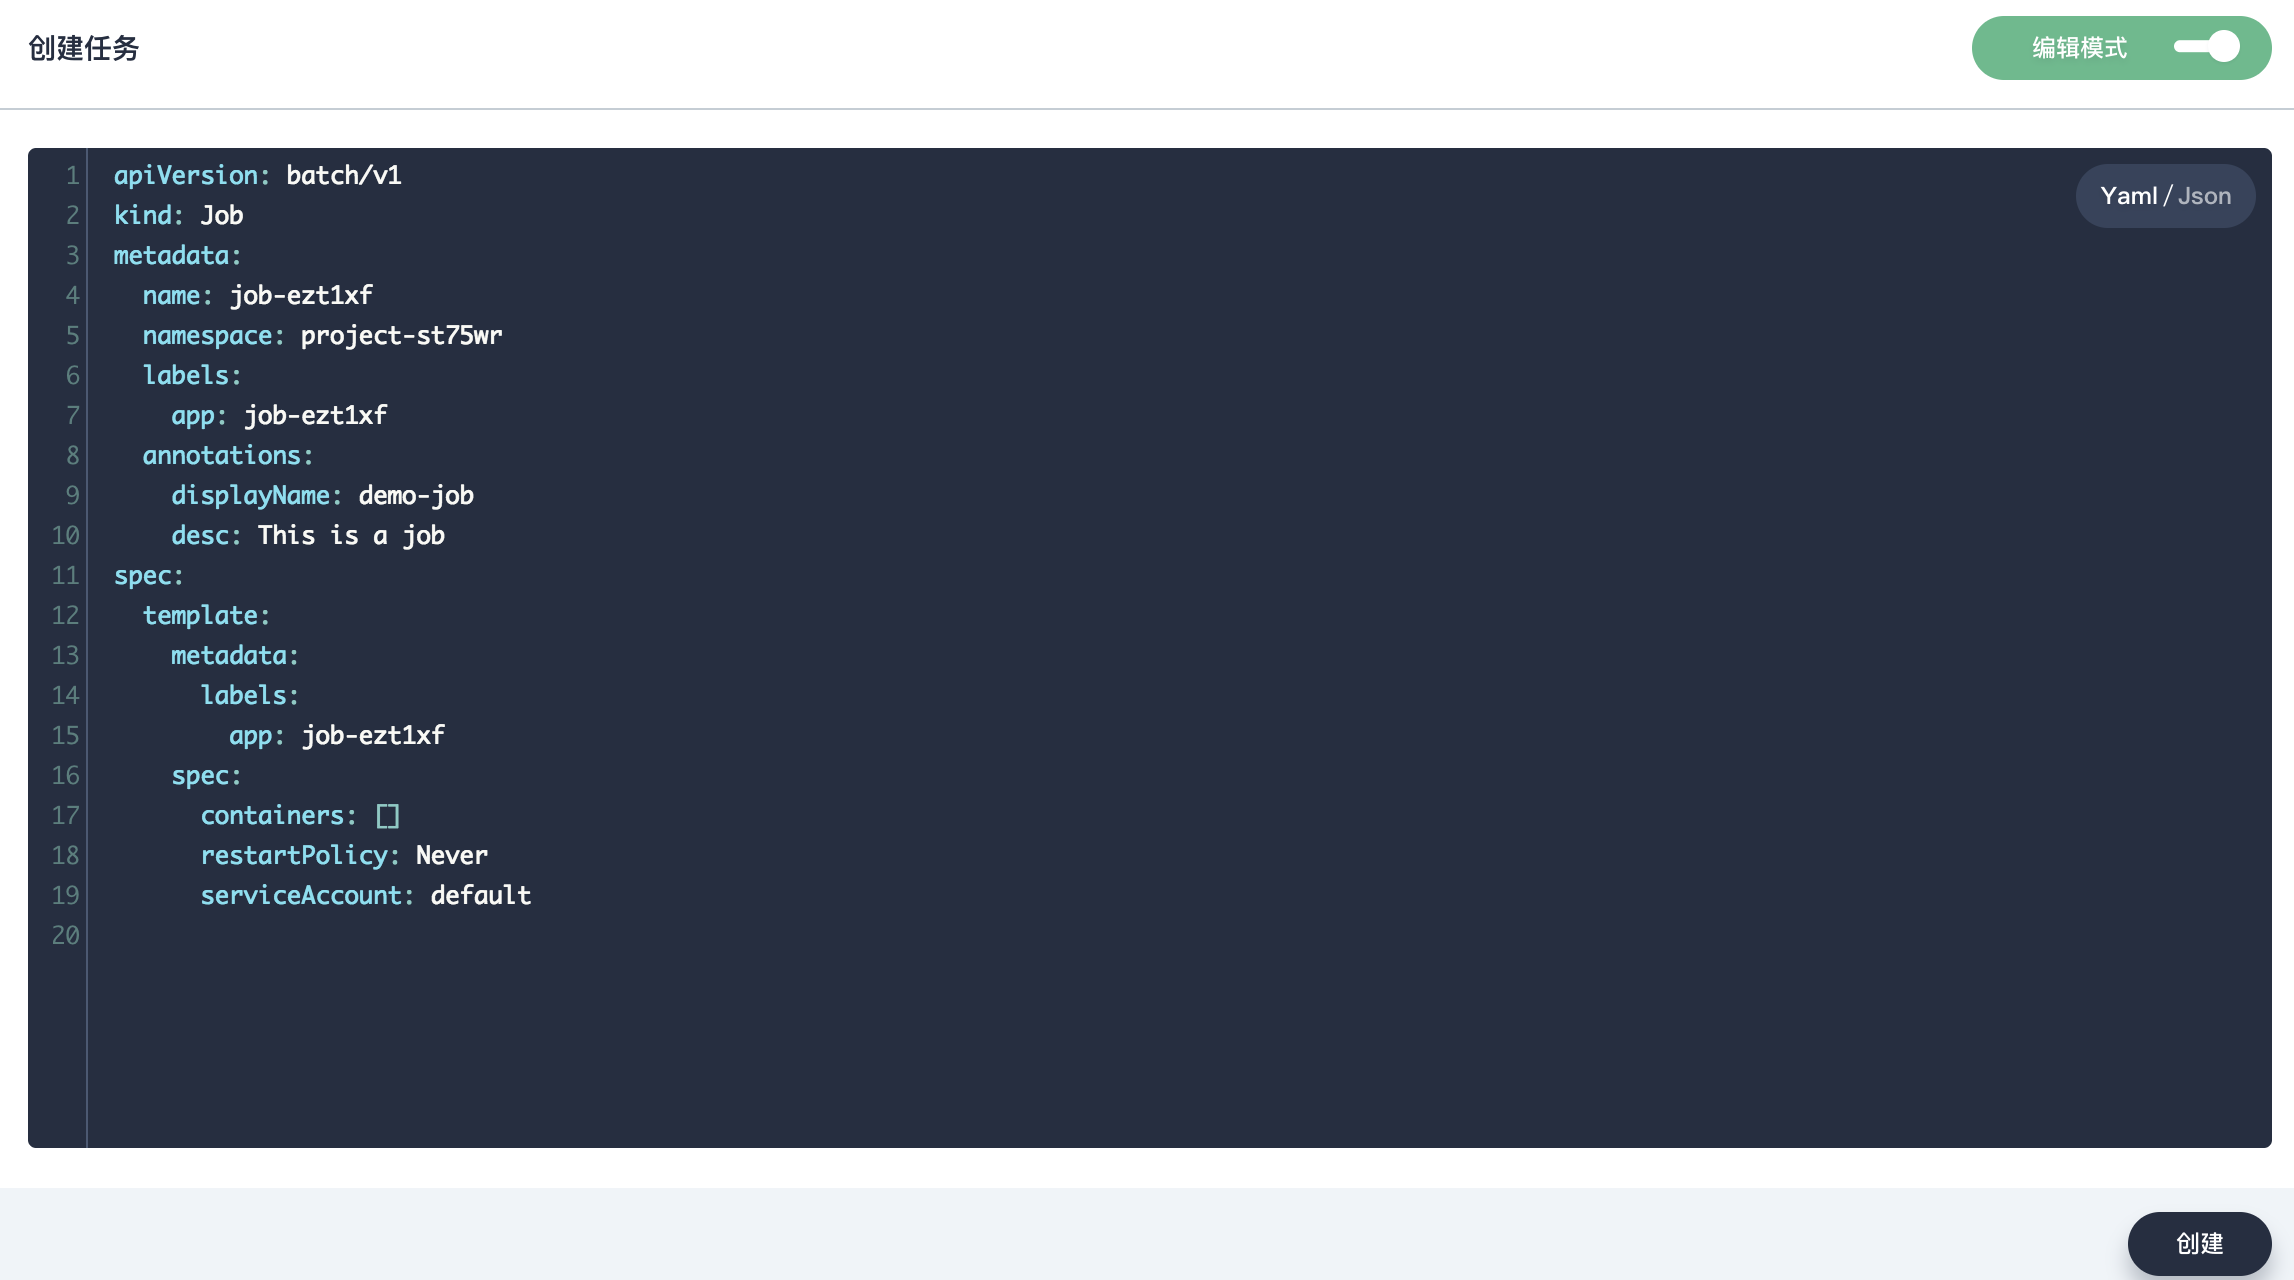 创建任务
编辑模式
Yaml / Json
1 apiVersion: batch/v1
2 kind: Job
3 metadata:
4   name: job-ezt1xf
5   namespace: project-st75wr
6   labels:
7     app: job-ezt1xf
8   annotations:
9     displayName: demo-job
10     desc: This is a job
11 spec:
12   template:
13     metadata:
14       labels:
15         app: job-ezt1xf
16     spec:
17       containers: []
18       restartPolicy: Never
19       serviceAccount: default
20
创建